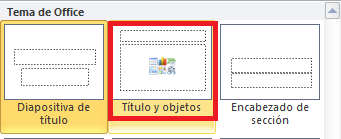 Tema de Office
Diapositiva de título
Título y objetos
Encabezado de sección